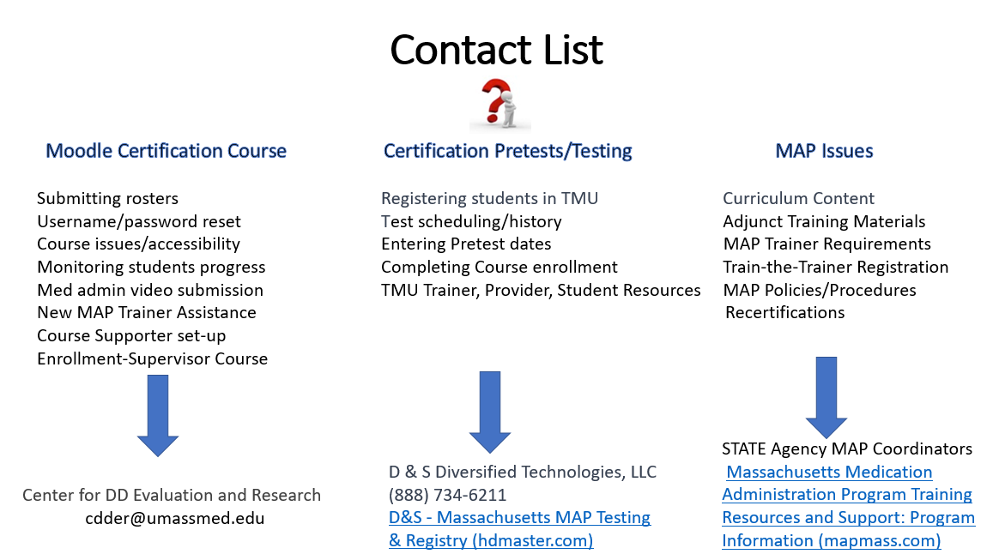 Contact List
Moodle Certification Course
Submitting rosters
Username/password reset
Course issues/accessibility
Monitoring students progress
Med admin video submission
New MAP Trainer Assistance
Course Supporter set-up
Enrollment-Supervisor Course
Center for DD Evaluation and Research
cdder@umassmed.edu
Certification Pretests/Testing
Registering students in TMU
Test scheduling/history
Entering Pretest dates
Completing Course enrollment
TMU Trainer, Provider, Student Resources
D & S Diversified Technologies, LLC
(888) 734-6211
D&S - Massachusetts MAP Testing
& Registry (hdmaster.com)
MAP Issues
Curriculum Content
Adjunct Training Materials
MAP Trainer Requirements
Train-the-Trainer Registration
MAP Policies/Procedures
Recertifications
STATE Agency MAP Coordinators
Massachusetts Medication
Administration Program Training
Resources and Support: Program
Information (mapmass.com)